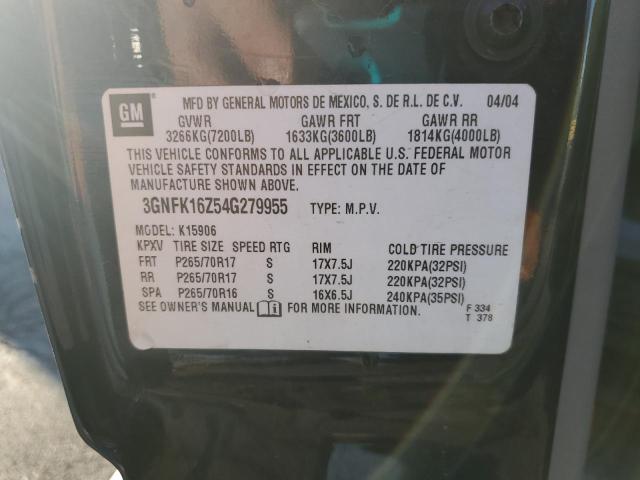 GM
MFD BY GENERAL MOTORS DE MEXICO, S. DE R.L. DE C.V. 04/04
GVWR GAWR FRT GAWR RR
3266KG(7200LB) 1633KG(3600LB) 1814KG(4000LB)
THIS VEHICLE CONFORMS TO ALL APPLICABLE U.S. FEDERAL MOTOR
VEHICLE SAFETY STANDARDS IN EFFECT ON THE DATE OF
MANUFACTURE SHOWN ABOVE.
3GNFK16Z54G279955 TYPE: M.P.V.
MODEL: K15906
KPXV TIRE SIZE SPEED RTG RIM COLD TIRE PRESSURE
FRT P265/70R17 S 17X7.5J 220KPA(32PSI)
RR P265/70R17 S 17X7.5J 220KPA(32PSI)
SPA P265/70R16 S 16X6.5J 240KPA(35PSI)
SEE OWNER'S MANUAL FOR MORE INFORMATION. F 334
T 378